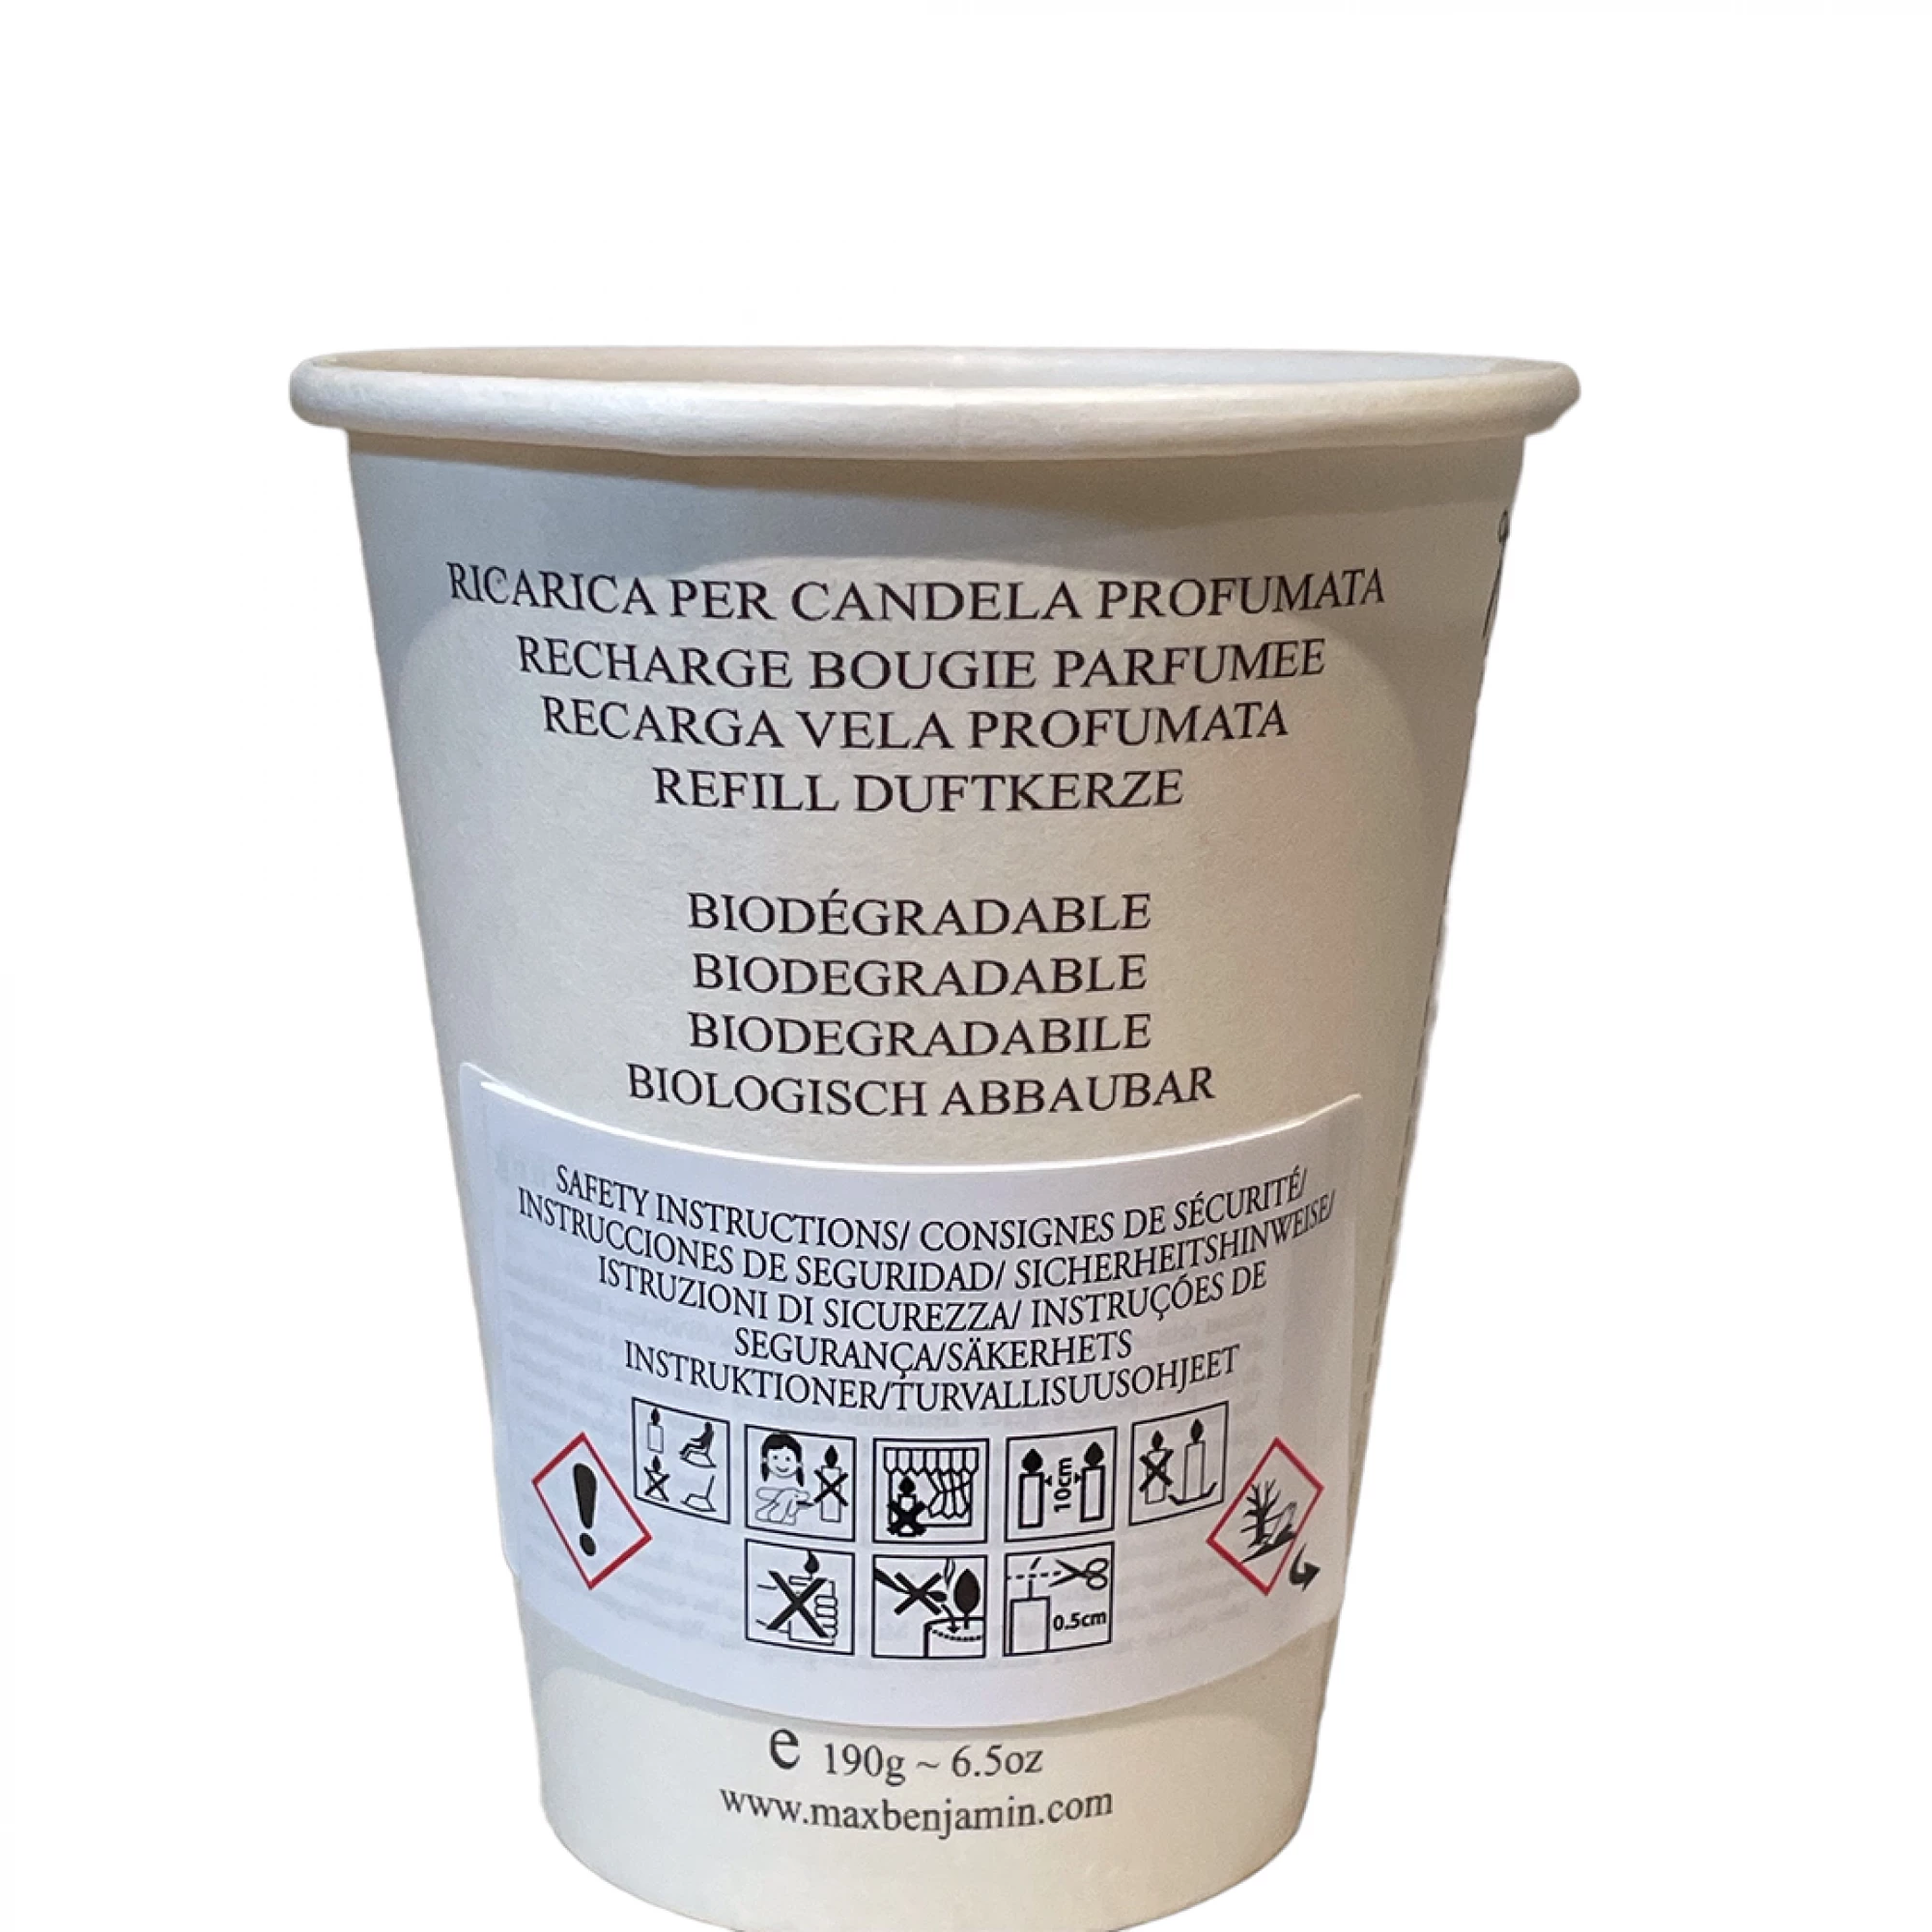 RICARICA PER CANDELA PROFUMATA
RECHARGE BOUGIE PARFUMEE
RECARGA VELA PROFUMATA
REFILL DUFTKERZE
BIODÉGRADABLE
BIODEGRADABLE
BIODEGRADABILE
BIOLOGISCH ABBAUBAR
SAFETY INSTRUCTIONS/ CONSIGNES DE SÉCURITÉ/
INSTRUCCIONES DE SEGURIDAD/ SICHERHEITSHINWEISE/
ISTRUZIONI DI SICUREZZA/ INSTRUÇÓES DE
SEGURANÇA/SÄKERHETS
INSTRUKTIONER/TURVALLISUUSOHJEET
10cm
0.5cm
e 190g ~ 6.5oz
www.maxbenjamin.com